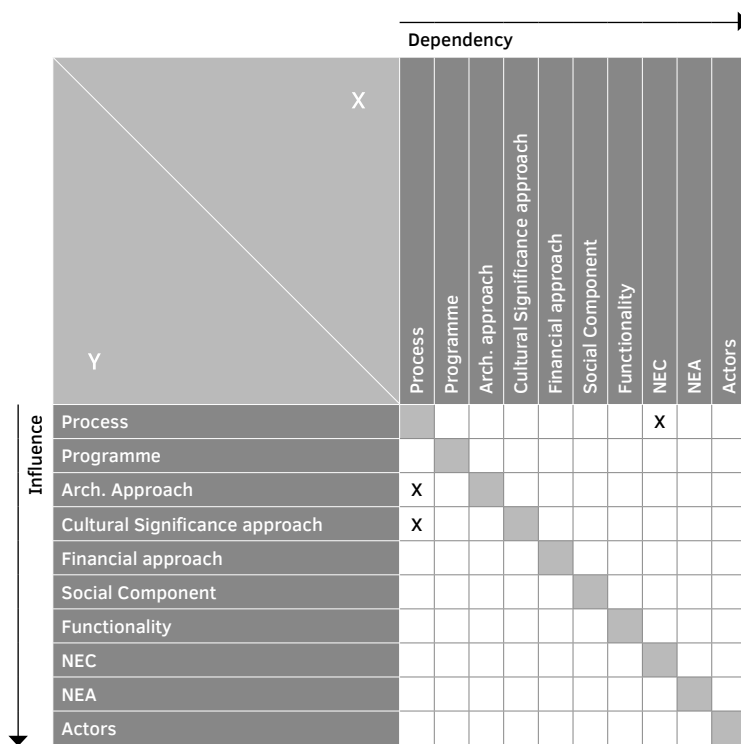 Dependency
X
Y
Process
Programme
Arch. approach
Cultural Significance approach
Financial approach
Social Component
Functionality
NEC
NEA
Actors
Influence
Process X
Programme
Arch. Approach X
Cultural Significance approach X
Financial approach
Social Component
Functionality
NEC
NEA
Actors